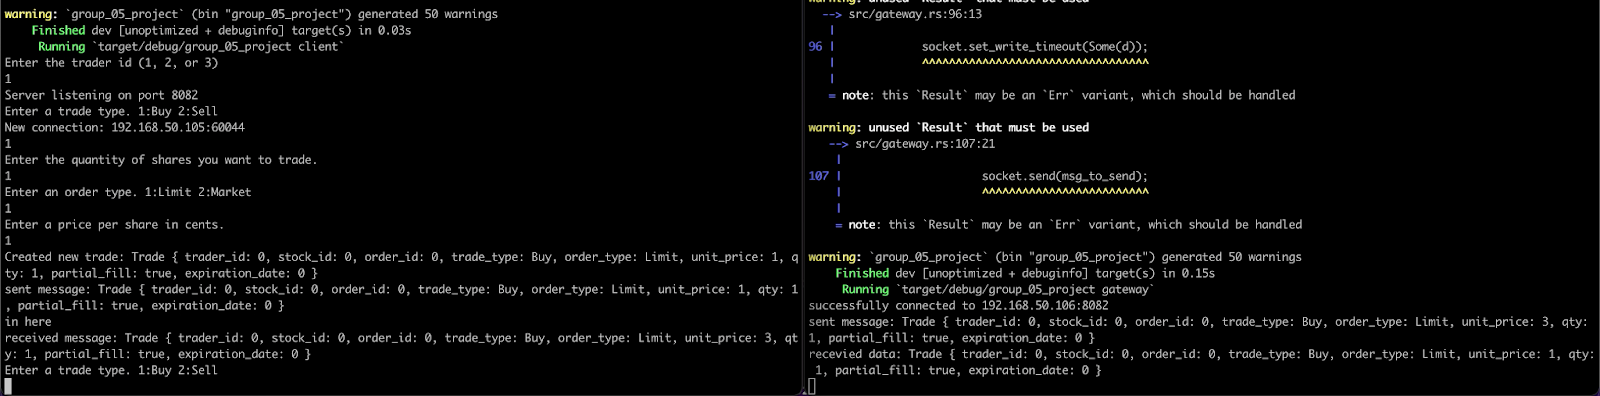 warning: `group_05_project` (bin "group_05_project") generated 50 warnings
Finished dev [unoptimized + debuginfo] target(s) in 0.03s
Running `target/debug/group_05_project client`
Enter the trader id (1, 2, or 3)
1
Server listening on port 8082
Enter a trade type. 1:Buy 2:Sell
New connection: 192.168.50.105:60044
1
Enter the quantity of shares you want to trade.
1
Enter an order type. 1:Limit 2:Market
1
Enter a price per share in cents.
1
Created new trade: Trade { trader_id: 0, stock_id: 0, order_id: 0, trade_type: Buy, order_type: Limit, unit_price: 1, q
ty: 1, partial_fill: true, expiration_date: 0 }
sent message: Trade { trader_id: 0, stock_id: 0, order_id: 0, trade_type: Buy, order_type: Limit, unit_price: 1, qty: 1
, partial_fill: true, expiration_date: 0 }
in here
received message: Trade { trader_id: 0, stock_id: 0, order_id: 0, trade_type: Buy, order_type: Limit, unit_price: 3, qt
y: 1, partial_fill: true, expiration_date: 0 }
Enter a trade type. 1:Buy 2:Sell
warning: unused `Result` that must be used
--> src/gateway.rs:96:13
|
96 | socket.set_write_timeout(Some(d));
| ^^^^^^^^^^^^^^^^^^^^^^^^^^^^^^^^^^
|
= note: this `Result` may be an `Err` variant, which should be handled
warning: unused `Result` that must be used
--> src/gateway.rs:107:21
|
107 | socket.send(msg_to_send);
| ^^^^^^^^^^^^^^^^^^^^^^^^^
|
= note: this `Result` may be an `Err` variant, which should be handled
warning: `group_05_project` (bin "group_05_project") generated 50 warnings
Finished dev [unoptimized + debuginfo] target(s) in 0.15s
Running `target/debug/group_05_project gateway`
successfully connected to 192.168.50.106:8082
sent message: Trade { trader_id: 0, stock_id: 0, order_id: 0, trade_type: Buy, order_type: Limit, unit_price: 3, qty:
1, partial_fill: true, expiration_date: 0 }
recevied data: Trade { trader_id: 0, stock_id: 0, order_id: 0, trade_type: Buy, order_type: Limit, unit_price: 1, qty:
1, partial_fill: true, expiration_date: 0 }